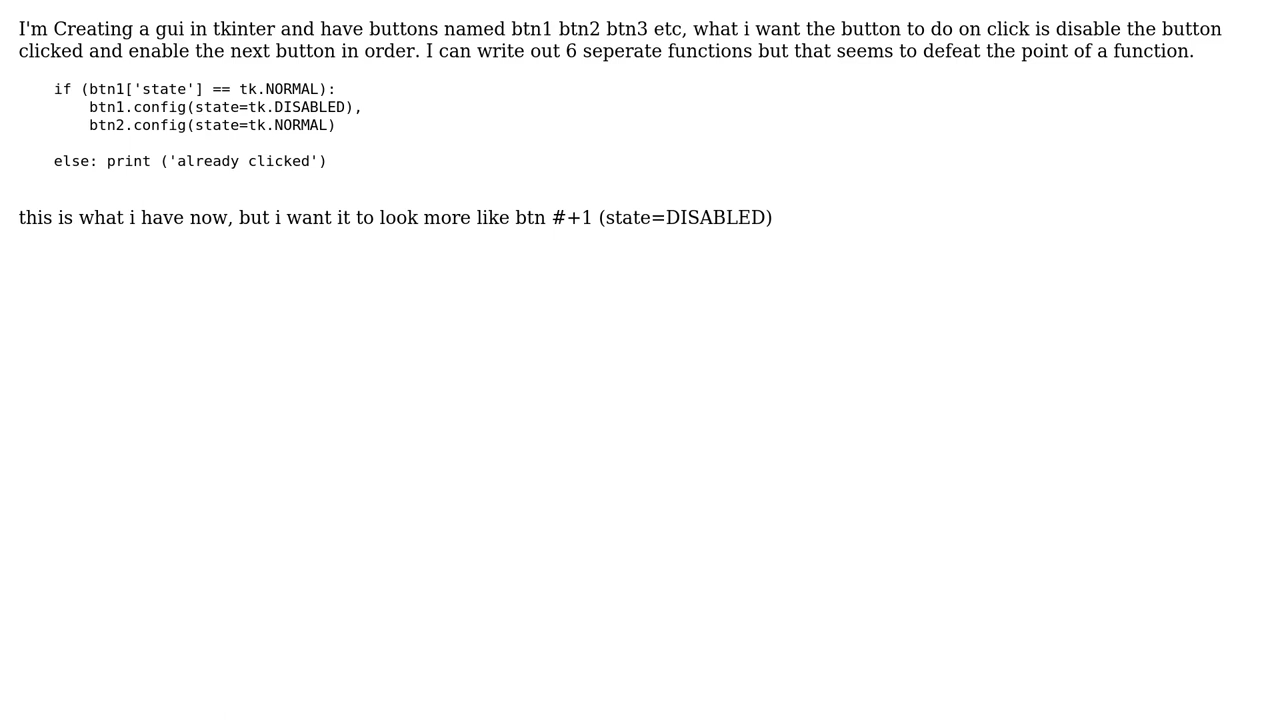 I'm Creating a gui in tkinter and have buttons named btn1 btn2 btn3 etc, what i want the button to do on click is disable the button
clicked and enable the next button in order. I can write out 6 seperate functions but that seems to defeat the point of a function.
if (btn1['state'] == tk.NORMAL):
    btn1.config(state=tk.DISABLED),
    btn2.config(state=tk.NORMAL)
else: print ('already clicked')
this is what i have now, but i want it to look more like btn #+1 (state=DISABLED)